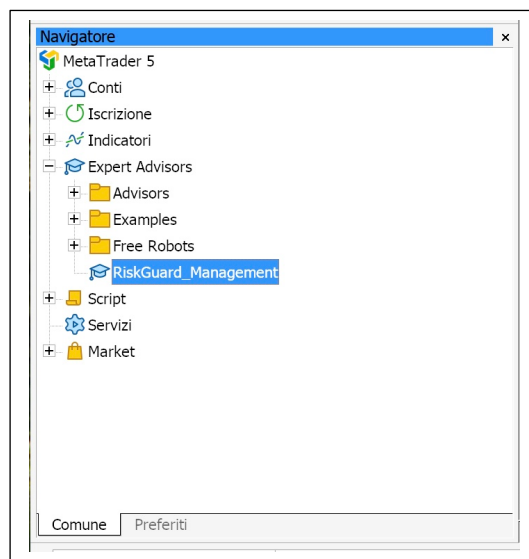 Navigatore
MetaTrader 5
Conti
Iscrizione
Indicatori
Expert Advisors
Advisors
Examples
Free Robots
RiskGuard_Management
Script
Servizi
Market
Comune Preferiti